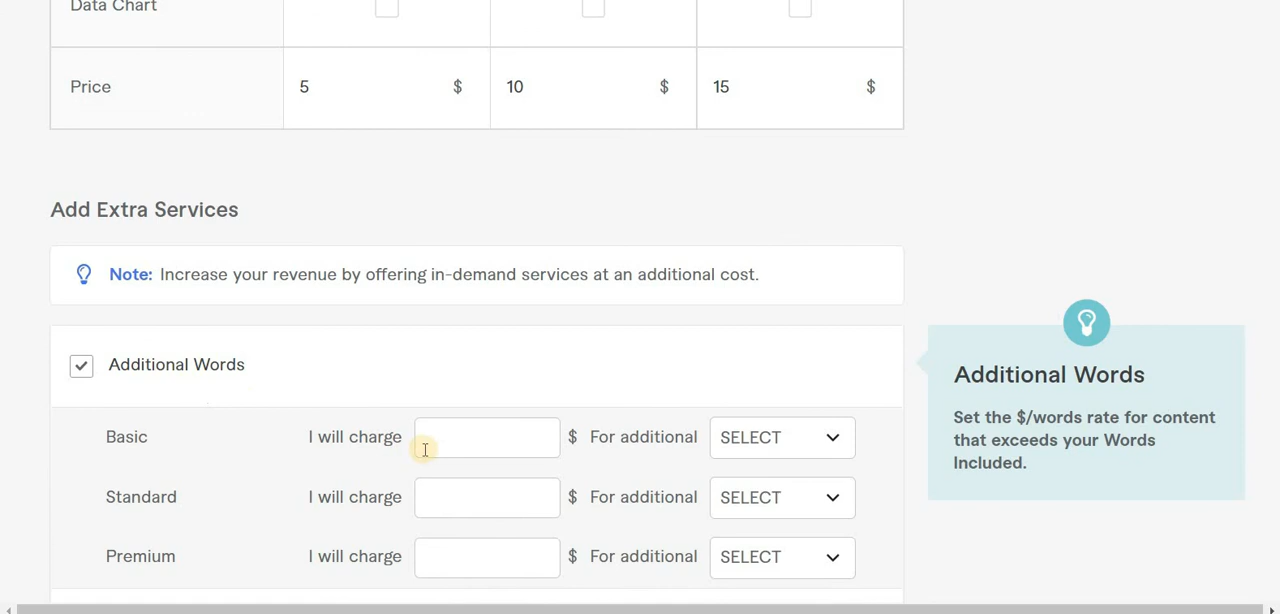 Data Chart
Price 5 $ 10 $ 15 $
Add Extra Services
Note: Increase your revenue by offering in-demand services at an additional cost.
Additional Words
Basic I will charge $ For additional SELECT
Standard I will charge $ For additional SELECT
Premium I will charge $ For additional SELECT
Additional Words
Set the $/words rate for content
that exceeds your Words
Included.